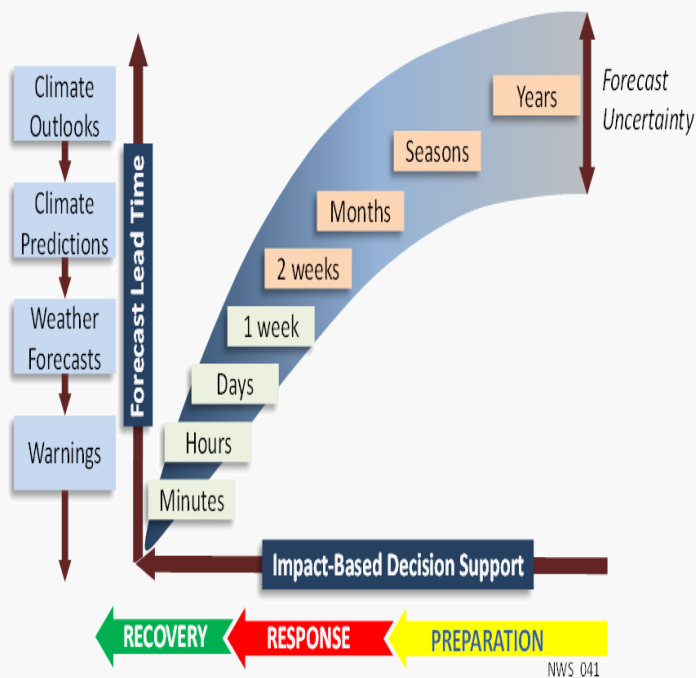 Climate
Outlooks
Climate
Predictions
Weather
Forecasts
Warnings
Forecast Lead Time
Years
Seasons
Months
2 weeks
1 week
Days
Hours
Minutes
Forecast
Uncertainty
Impact-Based Decision Support
RECOVERY
RESPONSE
PREPARATION
NWS 041